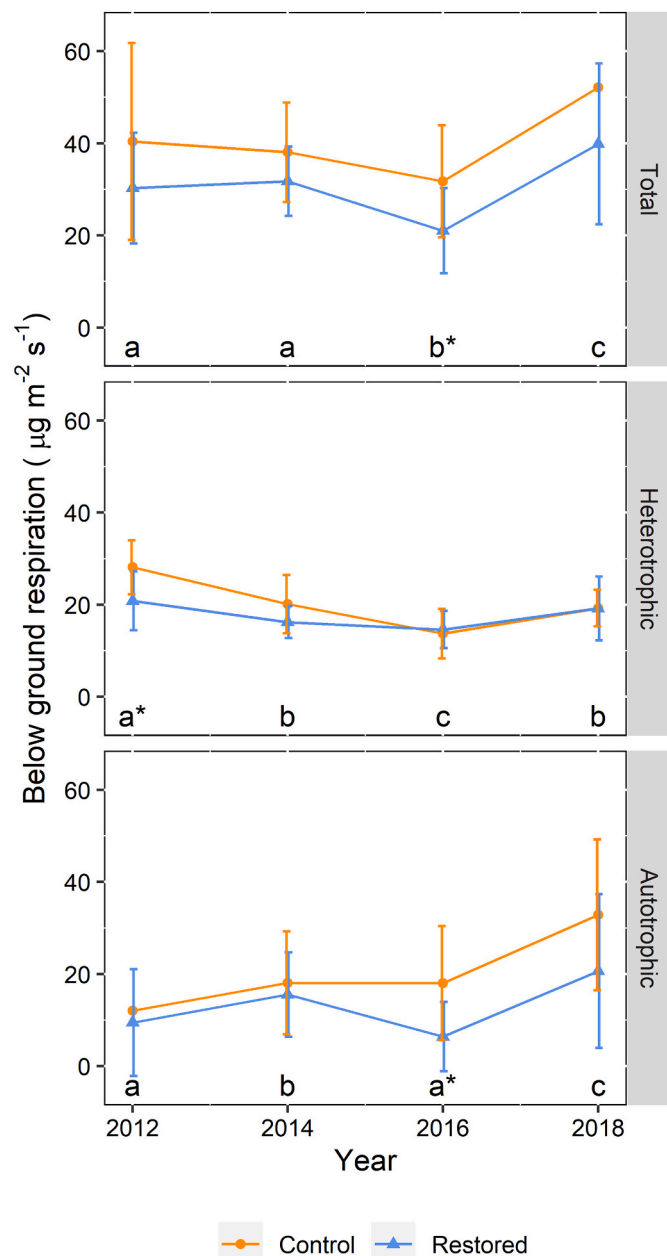 Below ground respiration ( μg m⁻² s⁻¹)
60
40
20
0
a a b* c
Total
60
40
20
0
a* b c b
Heterotrophic
60
40
20
0
a b a* c
Autotrophic
2012 2014 2016 2018
Year
Control Restored